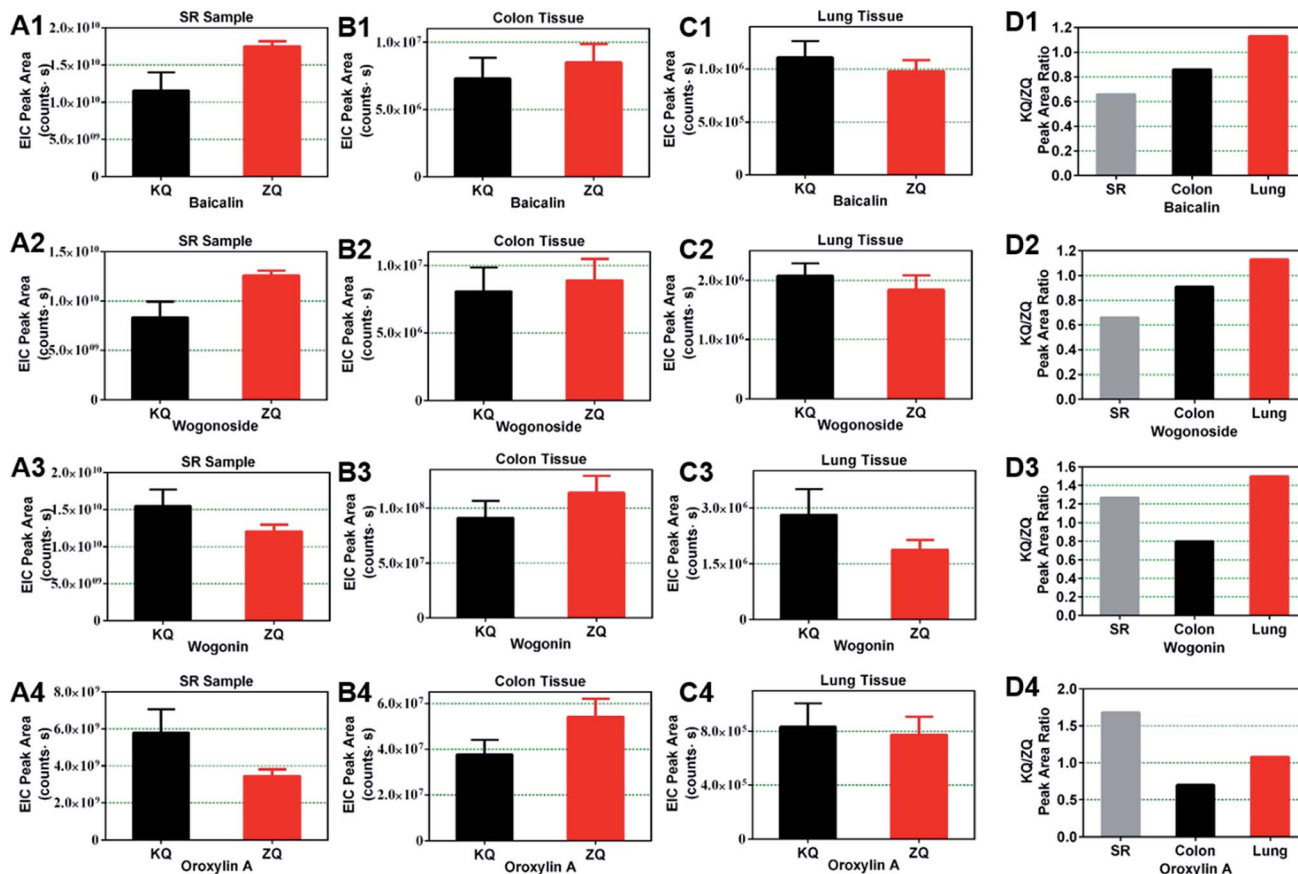 A1
SR Sample
EIC Peak Area
(counts· s)
2.0×10¹⁰
1.5×10¹⁰
1.0×10¹⁰
5.0×10⁰⁹
0
KQ ZQ
Baicalin
B1
Colon Tissue
EIC Peak Area
(counts· s)
1.0×10⁷
5.0×10⁶
0
KQ ZQ
Baicalin
C1
Lung Tissue
EIC Peak Area
(counts· s)
1.0×10⁶
5.0×10⁵
0
KQ ZQ
Baicalin
D1
KQ/ZQ
Peak Area Ratio
1.2
1.0
0.8
0.6
0.4
0.2
0.0
SR Colon Lung
Baicalin
A2
SR Sample
EIC Peak Area
(counts· s)
1.5×10¹⁰
1.0×10¹⁰
5.0×10⁰⁹
0
KQ ZQ
Wogonoside
B2
Colon Tissue
EIC Peak Area
(counts· s)
1.0×10⁷
5.0×10⁶
0
KQ ZQ
Wogonoside
C2
Lung Tissue
EIC Peak Area
(counts· s)
2.0×10⁶
1.0×10⁶
0
KQ ZQ
Wogonoside
D2
KQ/ZQ
Peak Area Ratio
1.2
1.0
0.8
0.6
0.4
0.2
0.0
SR Colon Lung
Wogonoside
A3
SR Sample
EIC Peak Area
(counts· s)
2.0×10¹⁰
1.5×10¹⁰
1.0×10¹⁰
5.0×10⁰⁹
0
KQ ZQ
Wogonin
B3
Colon Tissue
EIC Peak Area
(counts· s)
1.0×10⁸
5.0×10⁷
0
KQ ZQ
Wogonin
C3
Lung Tissue
EIC Peak Area
(counts· s)
3.0×10⁶
1.5×10⁶
0
KQ ZQ
Wogonin
D3
KQ/ZQ
Peak Area Ratio
1.6
1.4
1.2
1.0
0.8
0.6
0.4
0.2
0.0
SR Colon Lung
Wogonin
A4
SR Sample
EIC Peak Area
(counts· s)
8.0×10⁹
6.0×10⁹
4.0×10⁹
2.0×10⁹
0
KQ ZQ
Oroxylin A
B4
Colon Tissue
EIC Peak Area
(counts· s)
6.0×10⁷
4.0×10⁷
2.0×10⁷
0
KQ ZQ
Oroxylin A
C4
Lung Tissue
EIC Peak Area
(counts· s)
8.0×10⁵
4.0×10⁵
0
KQ ZQ
Oroxylin A
D4
KQ/ZQ
Peak Area Ratio
2.0
1.5
1.0
0.5
0.0
SR Colon Lung
Oroxylin A